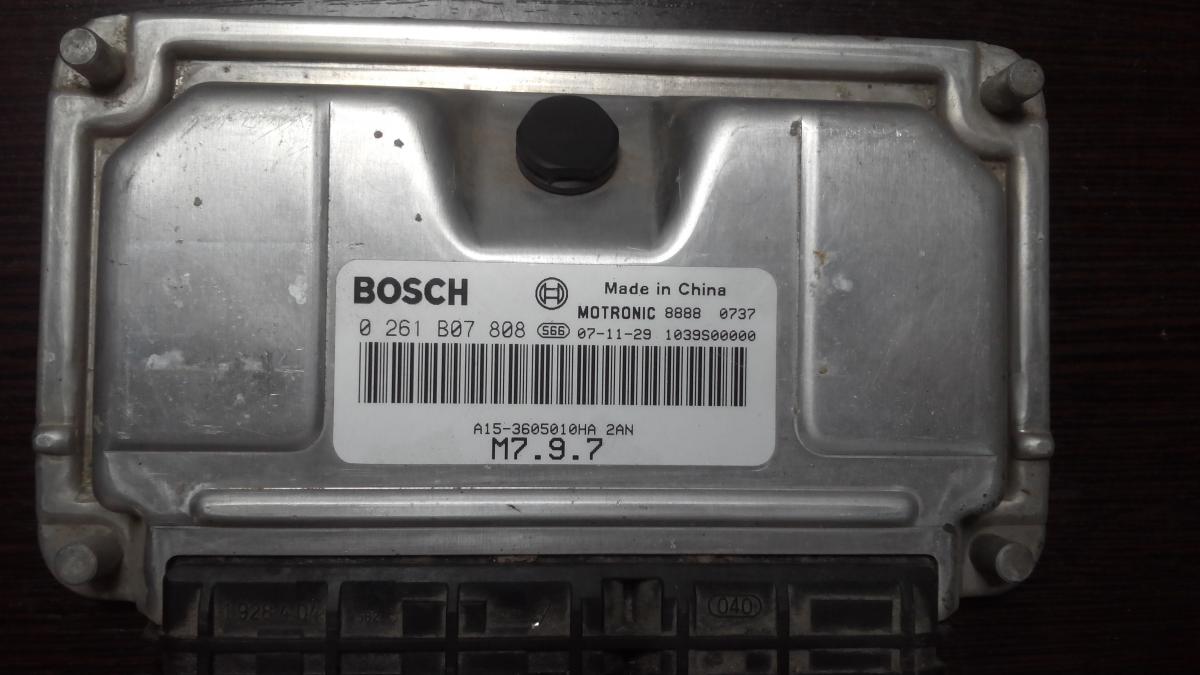 BOSCH
Made in China
MOTRONIC 8888 0737
0 261 B07 808 S66 07-11-29 1039S00000
A15-3605010HA 2AN
M7.9.7
040